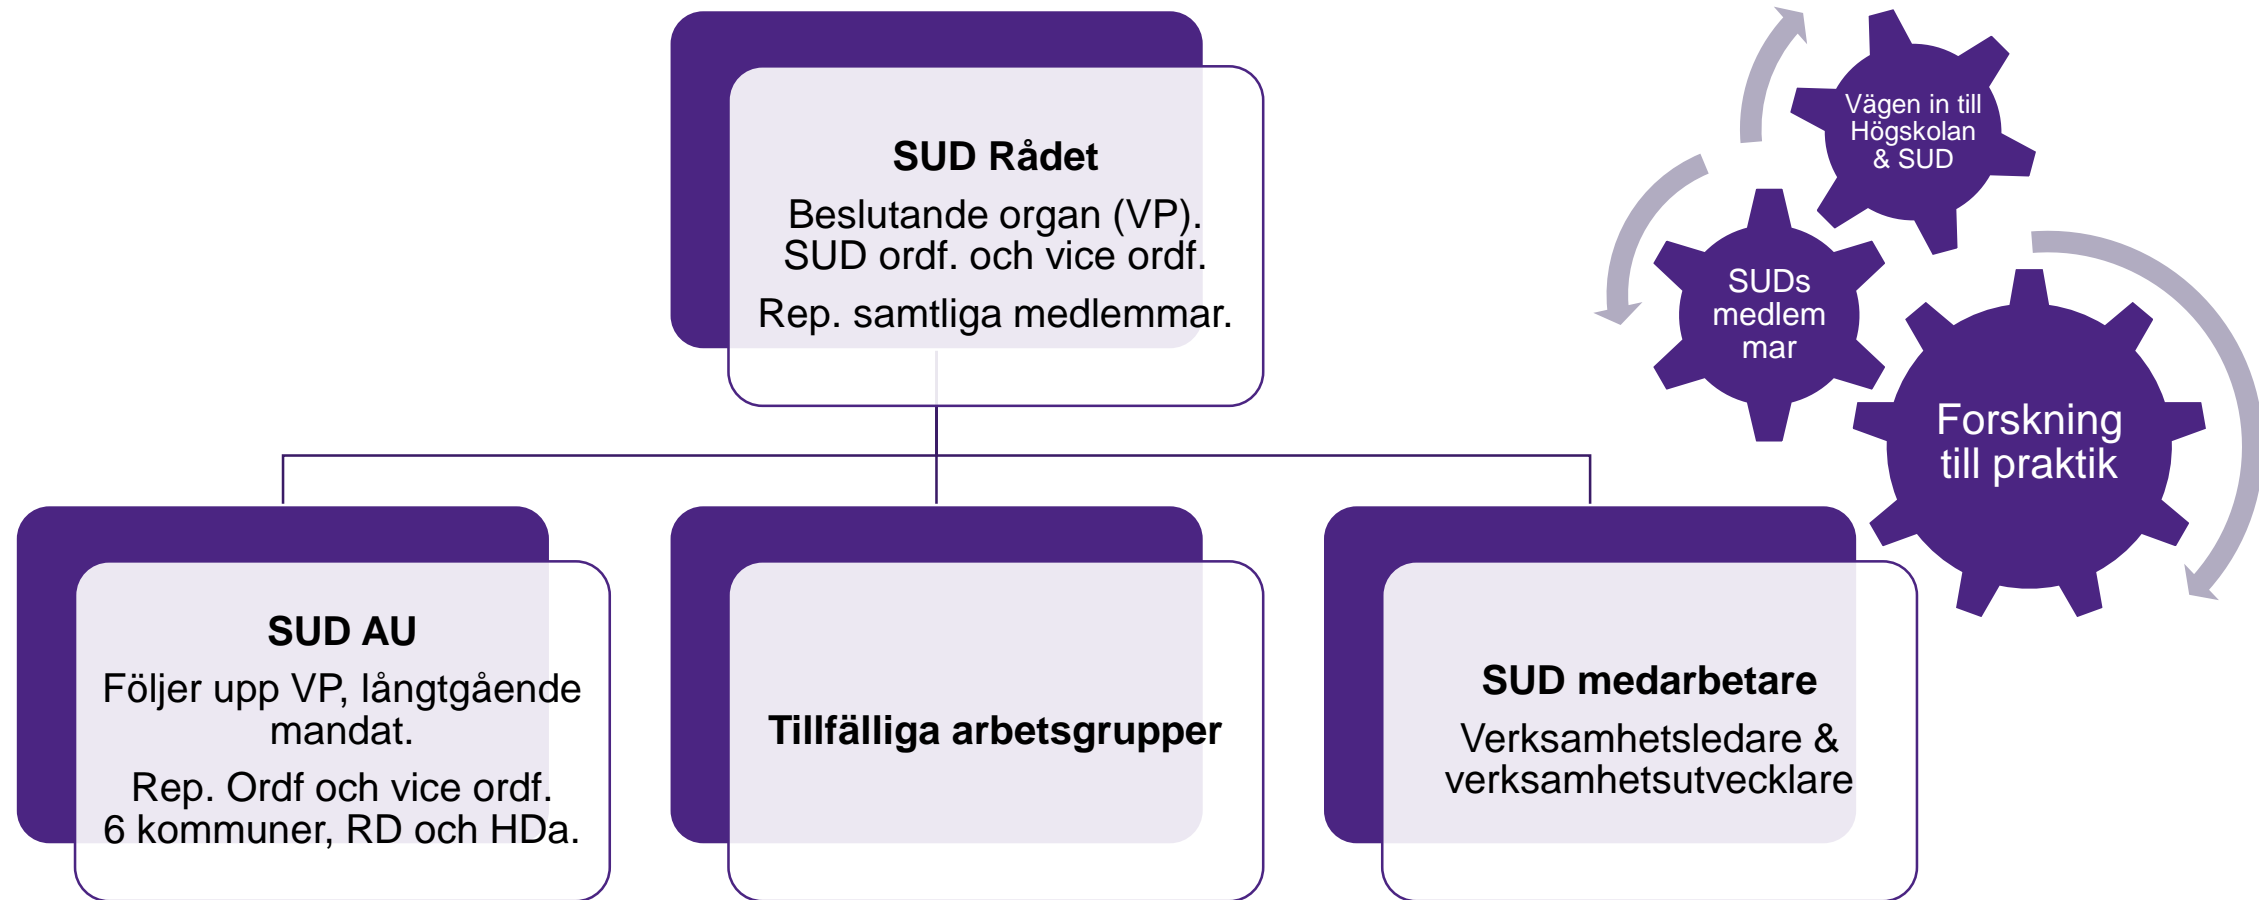 SUD Rådet
Beslutande organ (VP).
SUD ordf. och vice ordf.
Rep. samtliga medlemmar.
Vägen in till
Högskolan
& SUD
SUDs
medlem
mar
Forskning
till praktik
SUD AU
Följer upp VP, långtgående
mandat.
Rep. Ordf och vice ordf.
6 kommuner, RD och HDa.
Tillfälliga arbetsgrupper
SUD medarbetare
Verksamhetsledare &
verksamhetsutvecklare